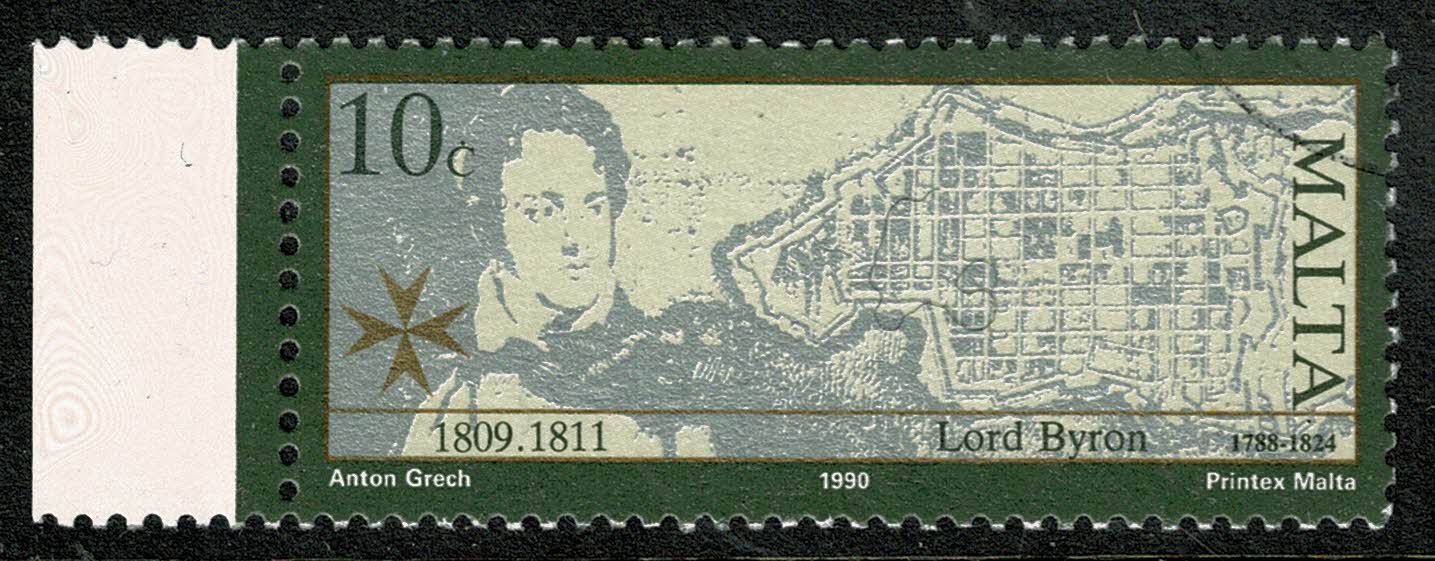 10c
MALTA
1809.1811
Lord Byron
1788-1824
Anton Grech
1990
Printex Malta